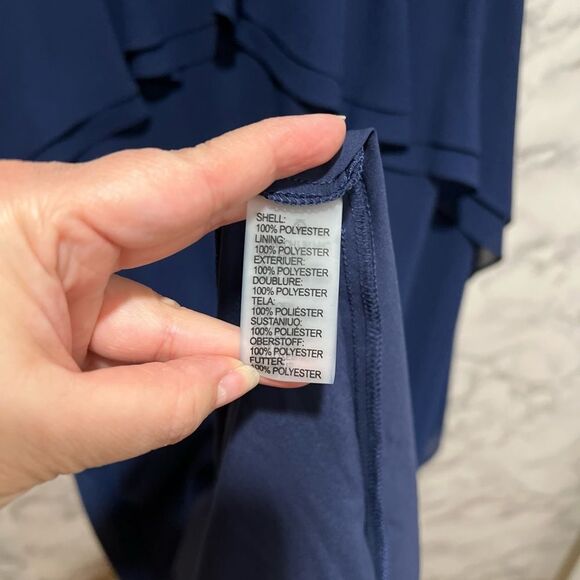 SHELL:
100% POLYESTER
LINING:
100% POLYESTER
EXTERIUER:
100% POLYESTER
DOUBLURE:
100% POLYESTER
TELA:
100% POLIÉSTER
SUSTANIUO:
100% POLIÉSTER
OBERSTOFF:
100% POLYESTER
FUTTER:
100% POLYESTER